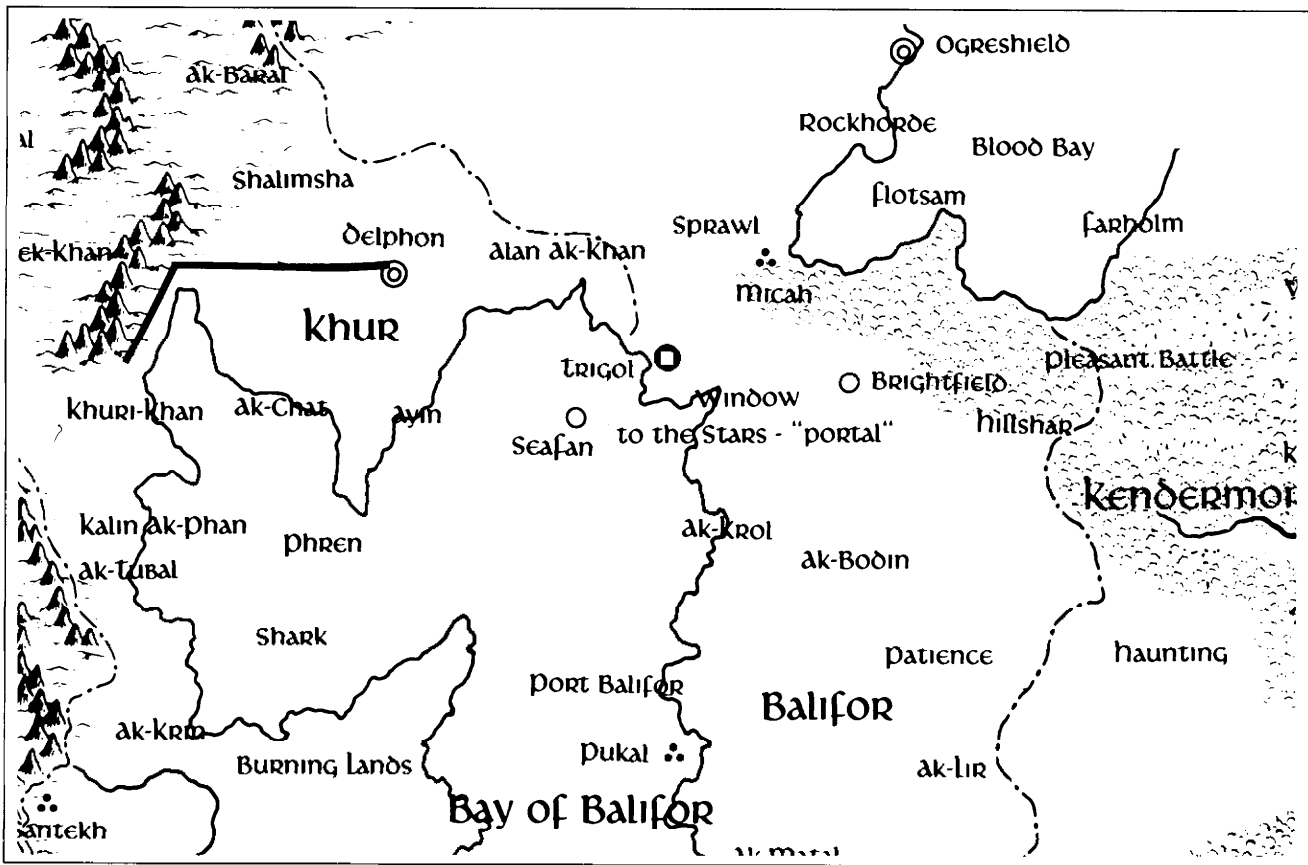 Ogreshield
ak-Baral
Rockhorde
Blood Bay
Shalimsha
Flotsam
Sprawl
Farholm
Delphon
ek-khan
alan ak-khan
Micah
Khur
Pleasant Battle
Trigol
Brightfield
Window
to the Stars - "portal"
khuri-khan
ak-Chat
ayin
Hillshar
Seafan
Kendermor
kalin ak-phan
ak-krol
Phren
ak-Bodin
ak-tubal
Shark
Patience
Haunting
Port Balifor
Balifor
ak-krm
Pukal
Burning Lands
ak-Lir
Bay of Balifor
antekh
ak-Matal